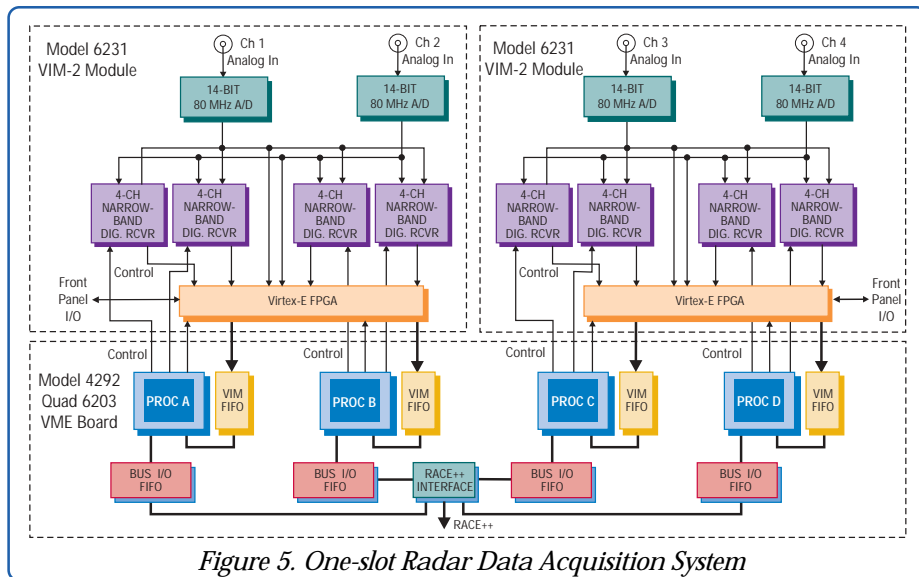 Model 6231
VIM-2 Module
Ch 1
Analog In
Ch 2
Analog In
14-BIT
80 MHz A/D
14-BIT
80 MHz A/D
4-CH
NARROW-
BAND
DIG. RCVR
4-CH
NARROW-
BAND
DIG. RCVR
4-CH
NARROW-
BAND
DIG. RCVR
4-CH
NARROW-
BAND
DIG. RCVR
Control
Front
Panel
I/O
Virtex-E FPGA
Model 6231
VIM-2 Module
Ch 3
Analog In
Ch 4
Analog In
14-BIT
80 MHz A/D
14-BIT
80 MHz A/D
4-CH
NARROW-
BAND
DIG. RCVR
4-CH
NARROW-
BAND
DIG. RCVR
4-CH
NARROW-
BAND
DIG. RCVR
4-CH
NARROW-
BAND
DIG. RCVR
Control
Virtex-E FPGA
Front
Panel
I/O
Control
Control
Control
Control
Model 4292
Quad 6203
VME Board
PROC A
VIM
FIFO
PROC B
VIM
FIFO
PROC C
VIM
FIFO
PROC D
VIM
FIFO
BUS I/O
FIFO
BUS I/O
FIFO
RACE++
INTERFACE
BUS I/O
FIFO
BUS I/O
FIFO
RACE++
Figure 5. One-slot Radar Data Acquisition System